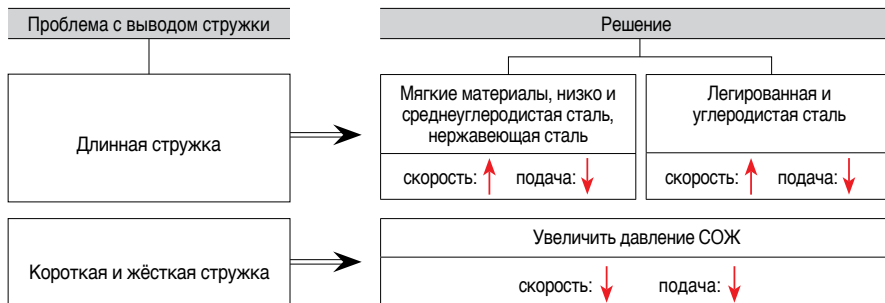 Проблема с выводом стружки
Решение
Длинная стружка
Мягкие материалы, низко и
среднеуглеродистая сталь,
нержавеющая сталь
скорость: подача:
Легированная и
углеродистая сталь
скорость: подача:
Короткая и жёсткая стружка
Увеличить давление СОЖ
скорость: подача: